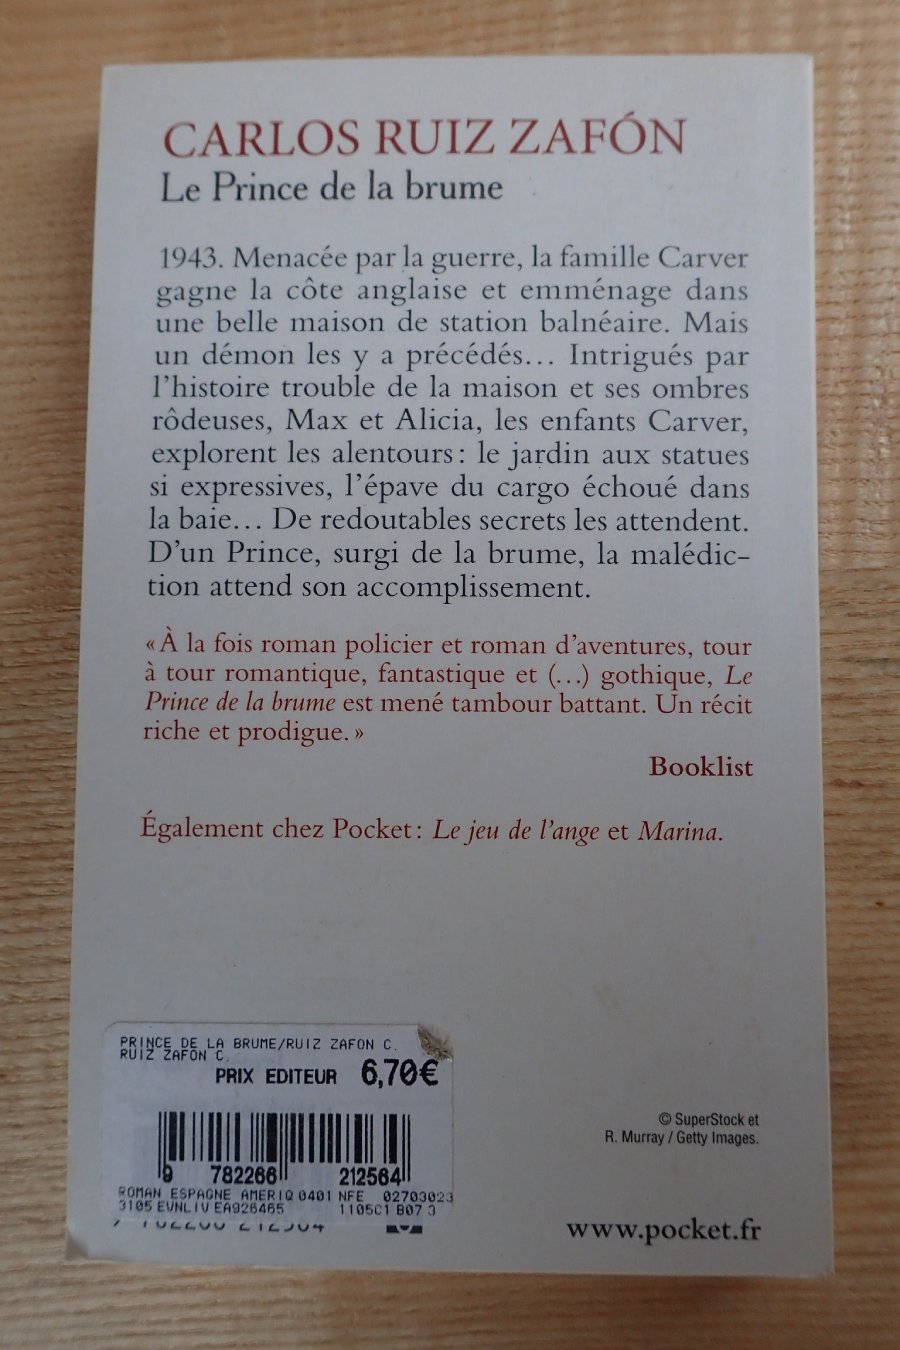 CARLOS RUIZ ZAFÓN
Le Prince de la brume
1943. Menacée par la guerre, la famille Carver
gagne la côte anglaise et emménage dans
une belle maison de station balnéaire. Mais
un démon les y a précédés... Intrigués par
l'histoire trouble de la maison et ses ombres
rôdeuses, Max et Alicia, les enfants Carver,
explorent les alentours : le jardin aux statues
si expressives, l'épave du cargo échoué dans
la baie... De redoutables secrets les attendent.
D'un Prince, surgi de la brume, la malédic-
tion attend son accomplissement.
« À la fois roman policier et roman d'aventures, tour
à tour romantique, fantastique et (...) gothique, Le
Prince de la brume est mené tambour battant. Un récit
riche et prodigue. »
Booklist
Également chez Pocket : Le jeu de l'ange et Marina.
PRINCE DE LA BRUME/RUIZ ZAFON C.
RUIZ ZAFON C.
PRIX EDITEUR 6,70€
9 782266 212564
ROMAN ESPAGNE AMERIQ 0401 NFE 02703023
3105 EVNLIV EA926465 1105C1 B07 3
© SuperStock et
R. Murray / Getty Images.
www.pocket.fr